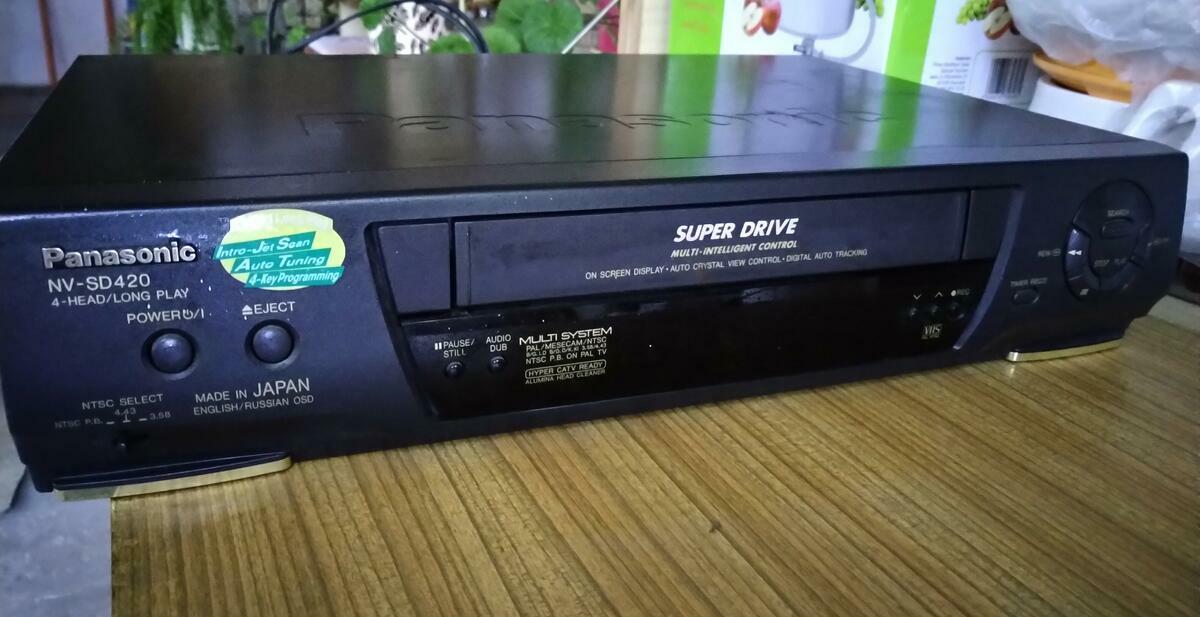 Panasonic
Panasonic
NV-SD420
4-HEAD/LONG PLAY
Intro-Jet Scan
Auto Tuning
4-Key Programming
POWER⏻/I
⏏EJECT
MADE IN JAPAN
ENGLISH/RUSSIAN OSD
NTSC SELECT
4.43
NTSC P.B. 3.58
SUPER DRIVE
MULTI-INTELLIGENT CONTROL
ON SCREEN DISPLAY • AUTO CRYSTAL VIEW CONTROL • DIGITAL AUTO TRACKING
PAUSE/
STILL
AUDIO
DUB
MULTI SYSTEM
PAL/MESECAM/NTSC
NTSC P.B. ON PAL TV
HYPER CATV READY
ALUMINA HEAD CLEANER
●REC
VHS
SEARCH
REW
STOP
PLAY
TIMER REC